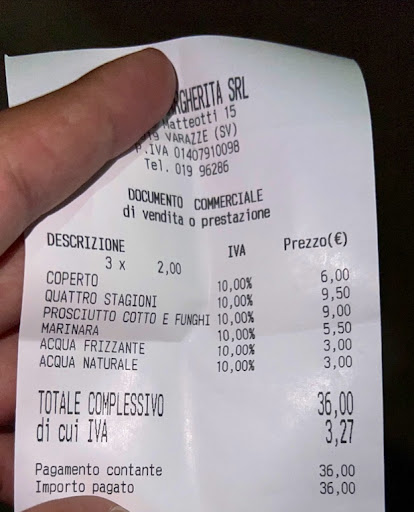 RGHERITA SRL
Matteotti 15
19 VARAZZE (SV)
P.IVA 01407910098
Tel. 019 96286
DOCUMENTO COMMERCIALE
di vendita o prestazione
DESCRIZIONE IVA Prezzo(€)
3 x 2,00
COPERTO 10,00% 6,00
QUATTRO STAGIONI 10,00% 9,50
PROSCIUTTO COTTO E FUNGHI 10,00% 9,00
MARINARA 10,00% 5,50
ACQUA FRIZZANTE 10,00% 3,00
ACQUA NATURALE 10,00% 3,00
TOTALE COMPLESSIVO 36,00
di cui IVA 3,27
Pagamento contante 36,00
Importo pagato 36,00